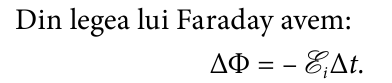 Din legea lui Faraday avem:
ΔΦ = – ℰᵢΔt.